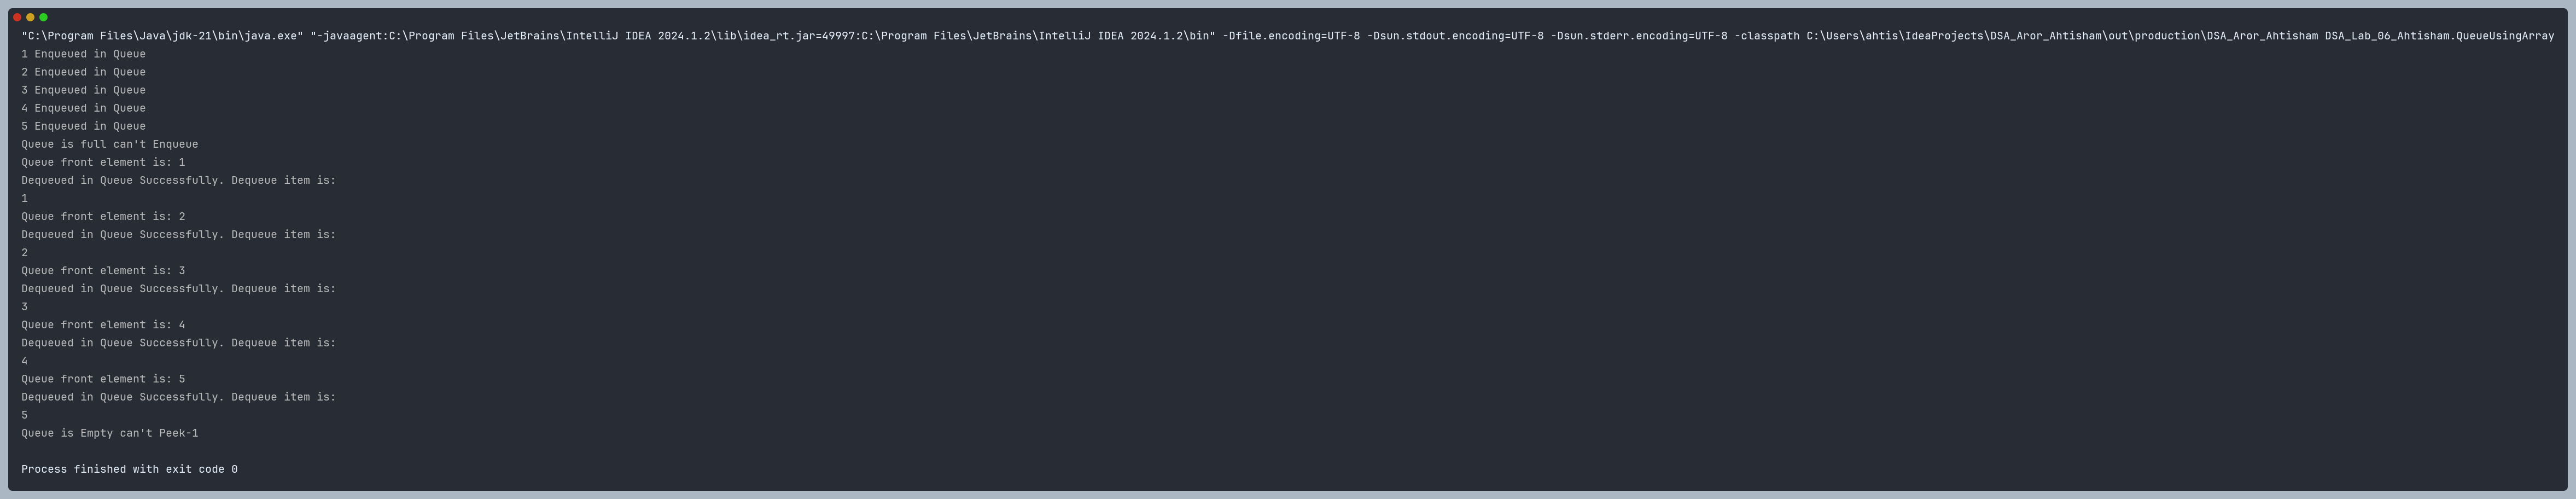 "C:\Program Files\Java\jdk-21\bin\java.exe" "-javaagent:C:\Program Files\JetBrains\IntelliJ IDEA 2024.1.2\lib\idea_rt.jar=49997:C:\Program Files\JetBrains\IntelliJ IDEA 2024.1.2\bin" -Dfile.encoding=UTF-8 -Dsun.stdout.encoding=UTF-8 -Dsun.stderr.encoding=UTF-8 -classpath C:\Users\ahtis\IdeaProjects\DSA_Aror_Ahtisham\out\production\DSA_Aror_Ahtisham DSA_Lab_06_Ahtisham.QueueUsingArray
1 Enqueued in Queue
2 Enqueued in Queue
3 Enqueued in Queue
4 Enqueued in Queue
5 Enqueued in Queue
Queue is full can't Enqueue
Queue front element is: 1
Dequeued in Queue Successfully. Dequeue item is:
1
Queue front element is: 2
Dequeued in Queue Successfully. Dequeue item is:
2
Queue front element is: 3
Dequeued in Queue Successfully. Dequeue item is:
3
Queue front element is: 4
Dequeued in Queue Successfully. Dequeue item is:
4
Queue front element is: 5
Dequeued in Queue Successfully. Dequeue item is:
5
Queue is Empty can't Peek-1
Process finished with exit code 0